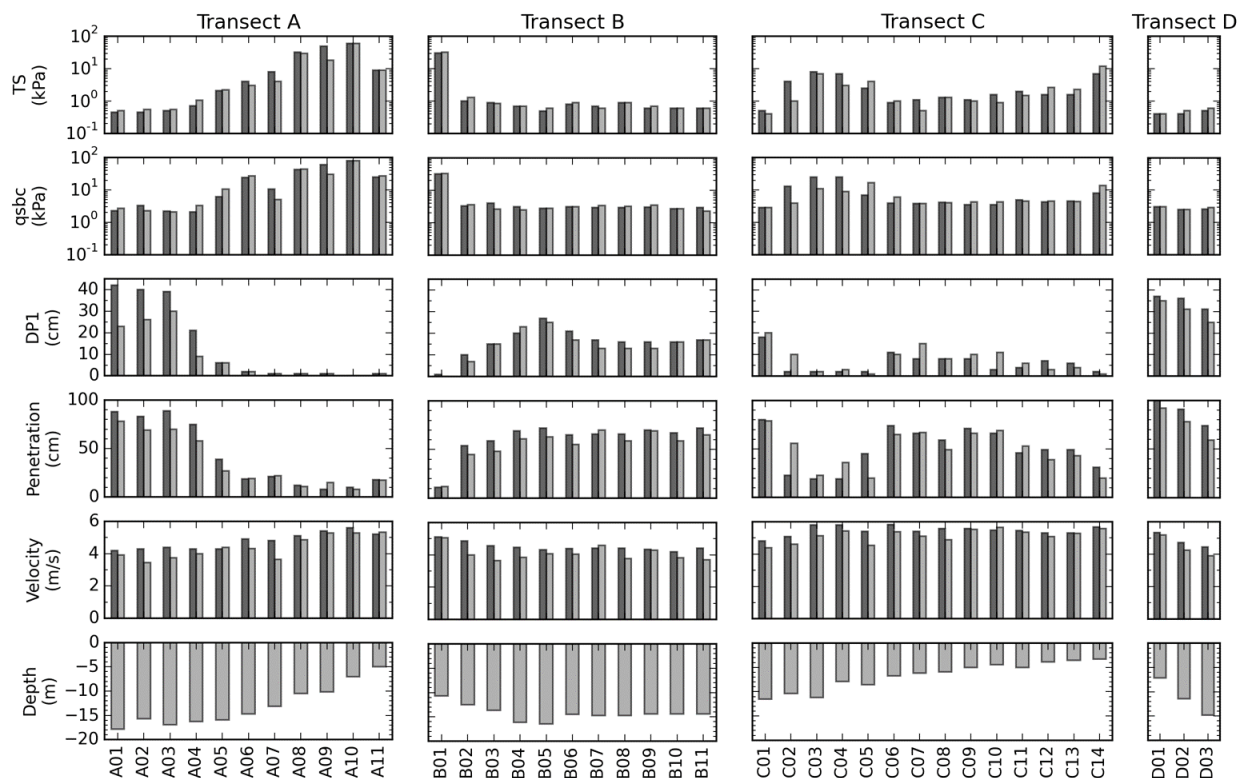 Transect A Transect B Transect C Transect D
TS
(kPa)
10²
10¹
10⁰
10⁻¹
qsbc
(kPa)
10²
10¹
10⁰
10⁻¹
DP1
(cm)
40
30
20
10
0
Penetration
(cm)
100
50
0
Velocity
(m/s)
6
4
2
0
Depth
(m)
0
−5
−10
−15
−20
A01 A02 A03 A04 A05 A06 A07 A08 A09 A10 A11 B01 B02 B03 B04 B05 B06 B07 B08 B09 B10 B11 C01 C02 C03 C04 C05 C06 C07 C08 C09 C10 C11 C12 C13 C14 D01 D02 D03